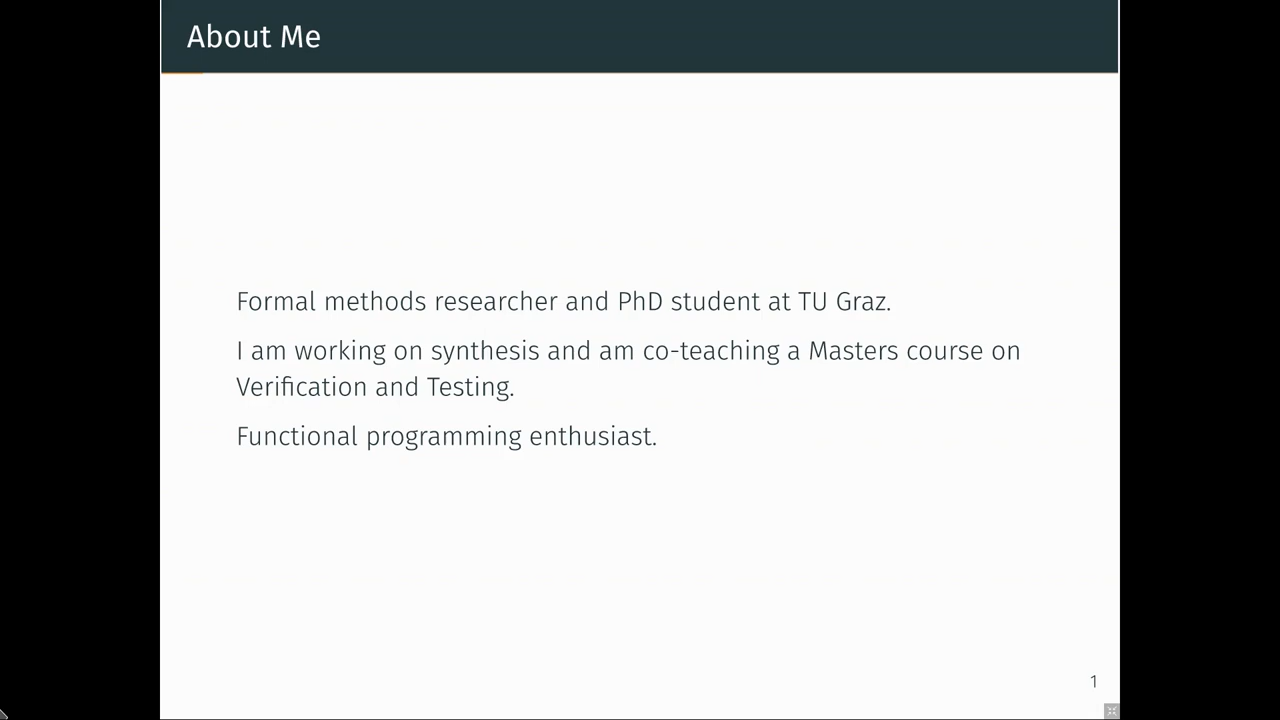 About Me
Formal methods researcher and PhD student at TU Graz.
I am working on synthesis and am co-teaching a Masters course on
Verification and Testing.
Functional programming enthusiast.
1